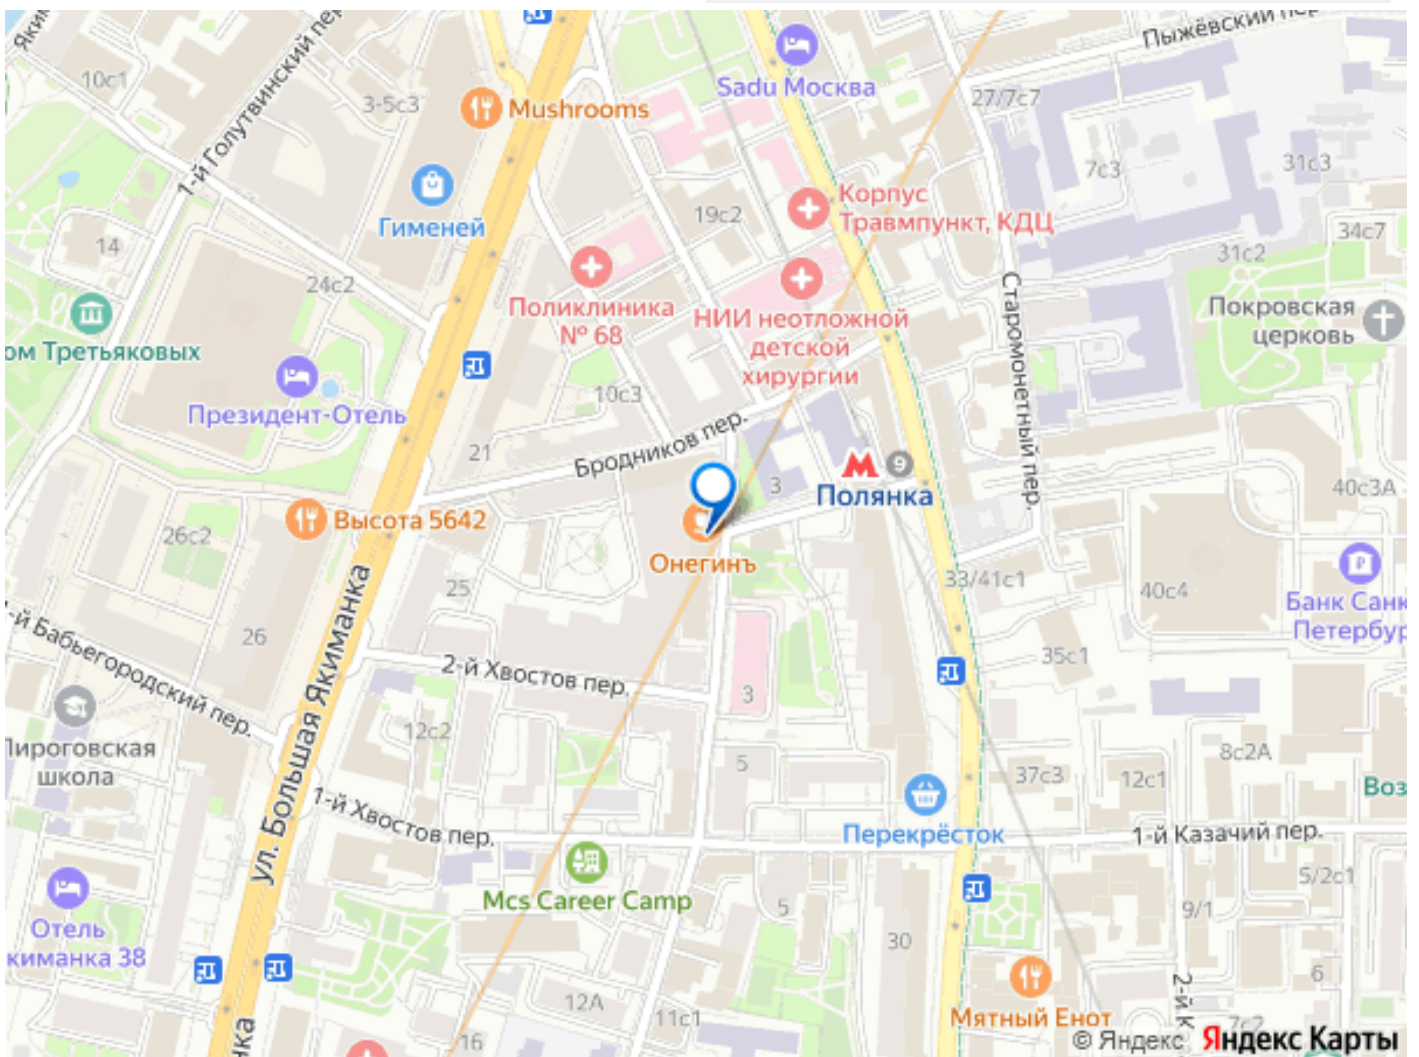 Пыжёвский пер.
10с1
1-й Голутвинский пер.
3-5с3
Mushrooms
Sadu Москва
27/7с7
7с3
31с3
Гименей
19с2
Корпус
Травмпункт, КДЦ
34с7
31с2
14
24с2
Поликлиника
№ 68
НИИ неотложной
детской
хирургии
Старомонетный пер.
Покровская
церковь
ом Третьяковых
Президент-Отель
10с3
21
Бродников пер.
3
9
Полянка
40с3А
26с2
Высота 5642
Онегинъ
25
33/41с1
40с4
Банк Санк
Петербур
ул. Большая Якиманка
26
-й Бабьегородский пер.
2-й Хвостов пер.
35с1
3
12с2
Пироговская
школа
5
37с3
12с1
8с2А
Воз
1-й Хвостов пер.
Перекрёсток
1-й Казачий пер.
Mcs Career Camp
5
5/2с1
9/1
Отель
киманка 38
30
6
2-й К
12А
11с1
Мятный Енот
7с2
16
нка
© Яндекс Яндекс Карты